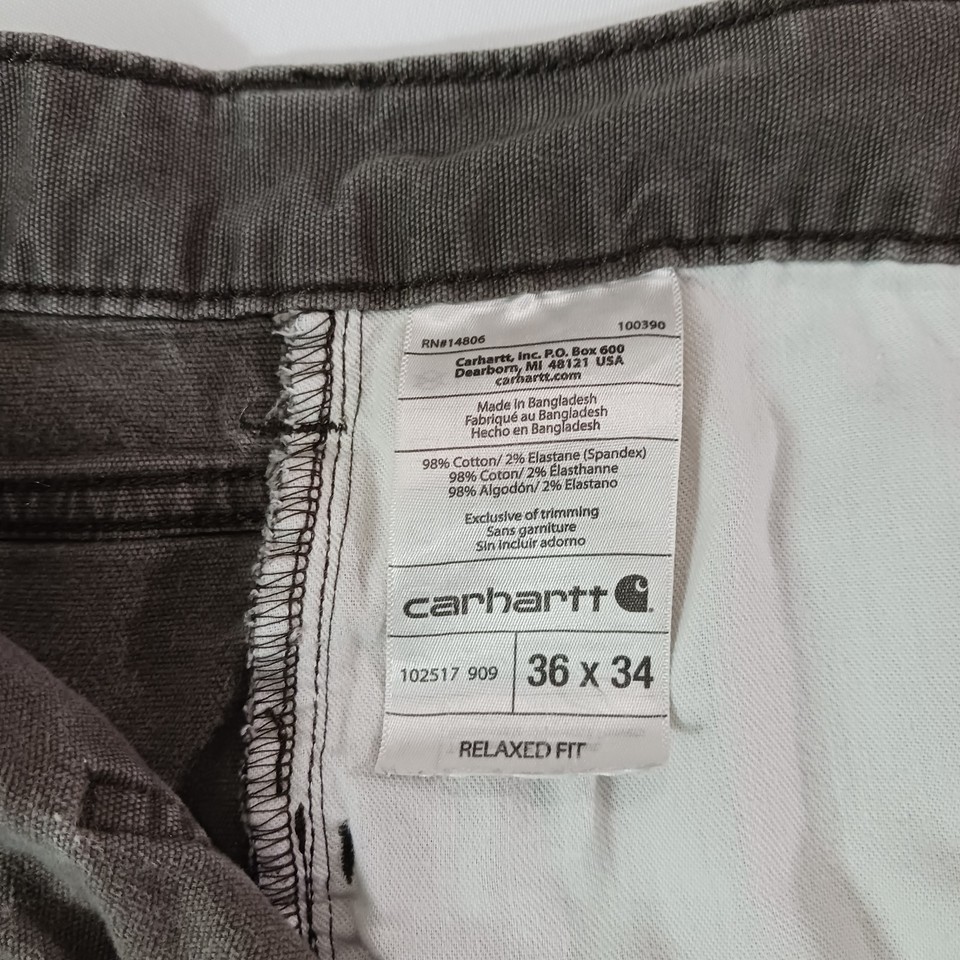 RN#14806 100390
Carhartt, Inc. P.O. Box 600
Dearborn, MI 48121 USA
carhartt.com
Made in Bangladesh
Fabriqué au Bangladesh
Hecho en Bangladesh
98% Cotton/ 2% Elastane (Spandex)
98% Coton/ 2% Élasthanne
98% Algodón/ 2% Elastano
Exclusive of trimming
Sans garniture
Sin incluir adorno
carhartt
102517 909 36 x 34
RELAXED FIT